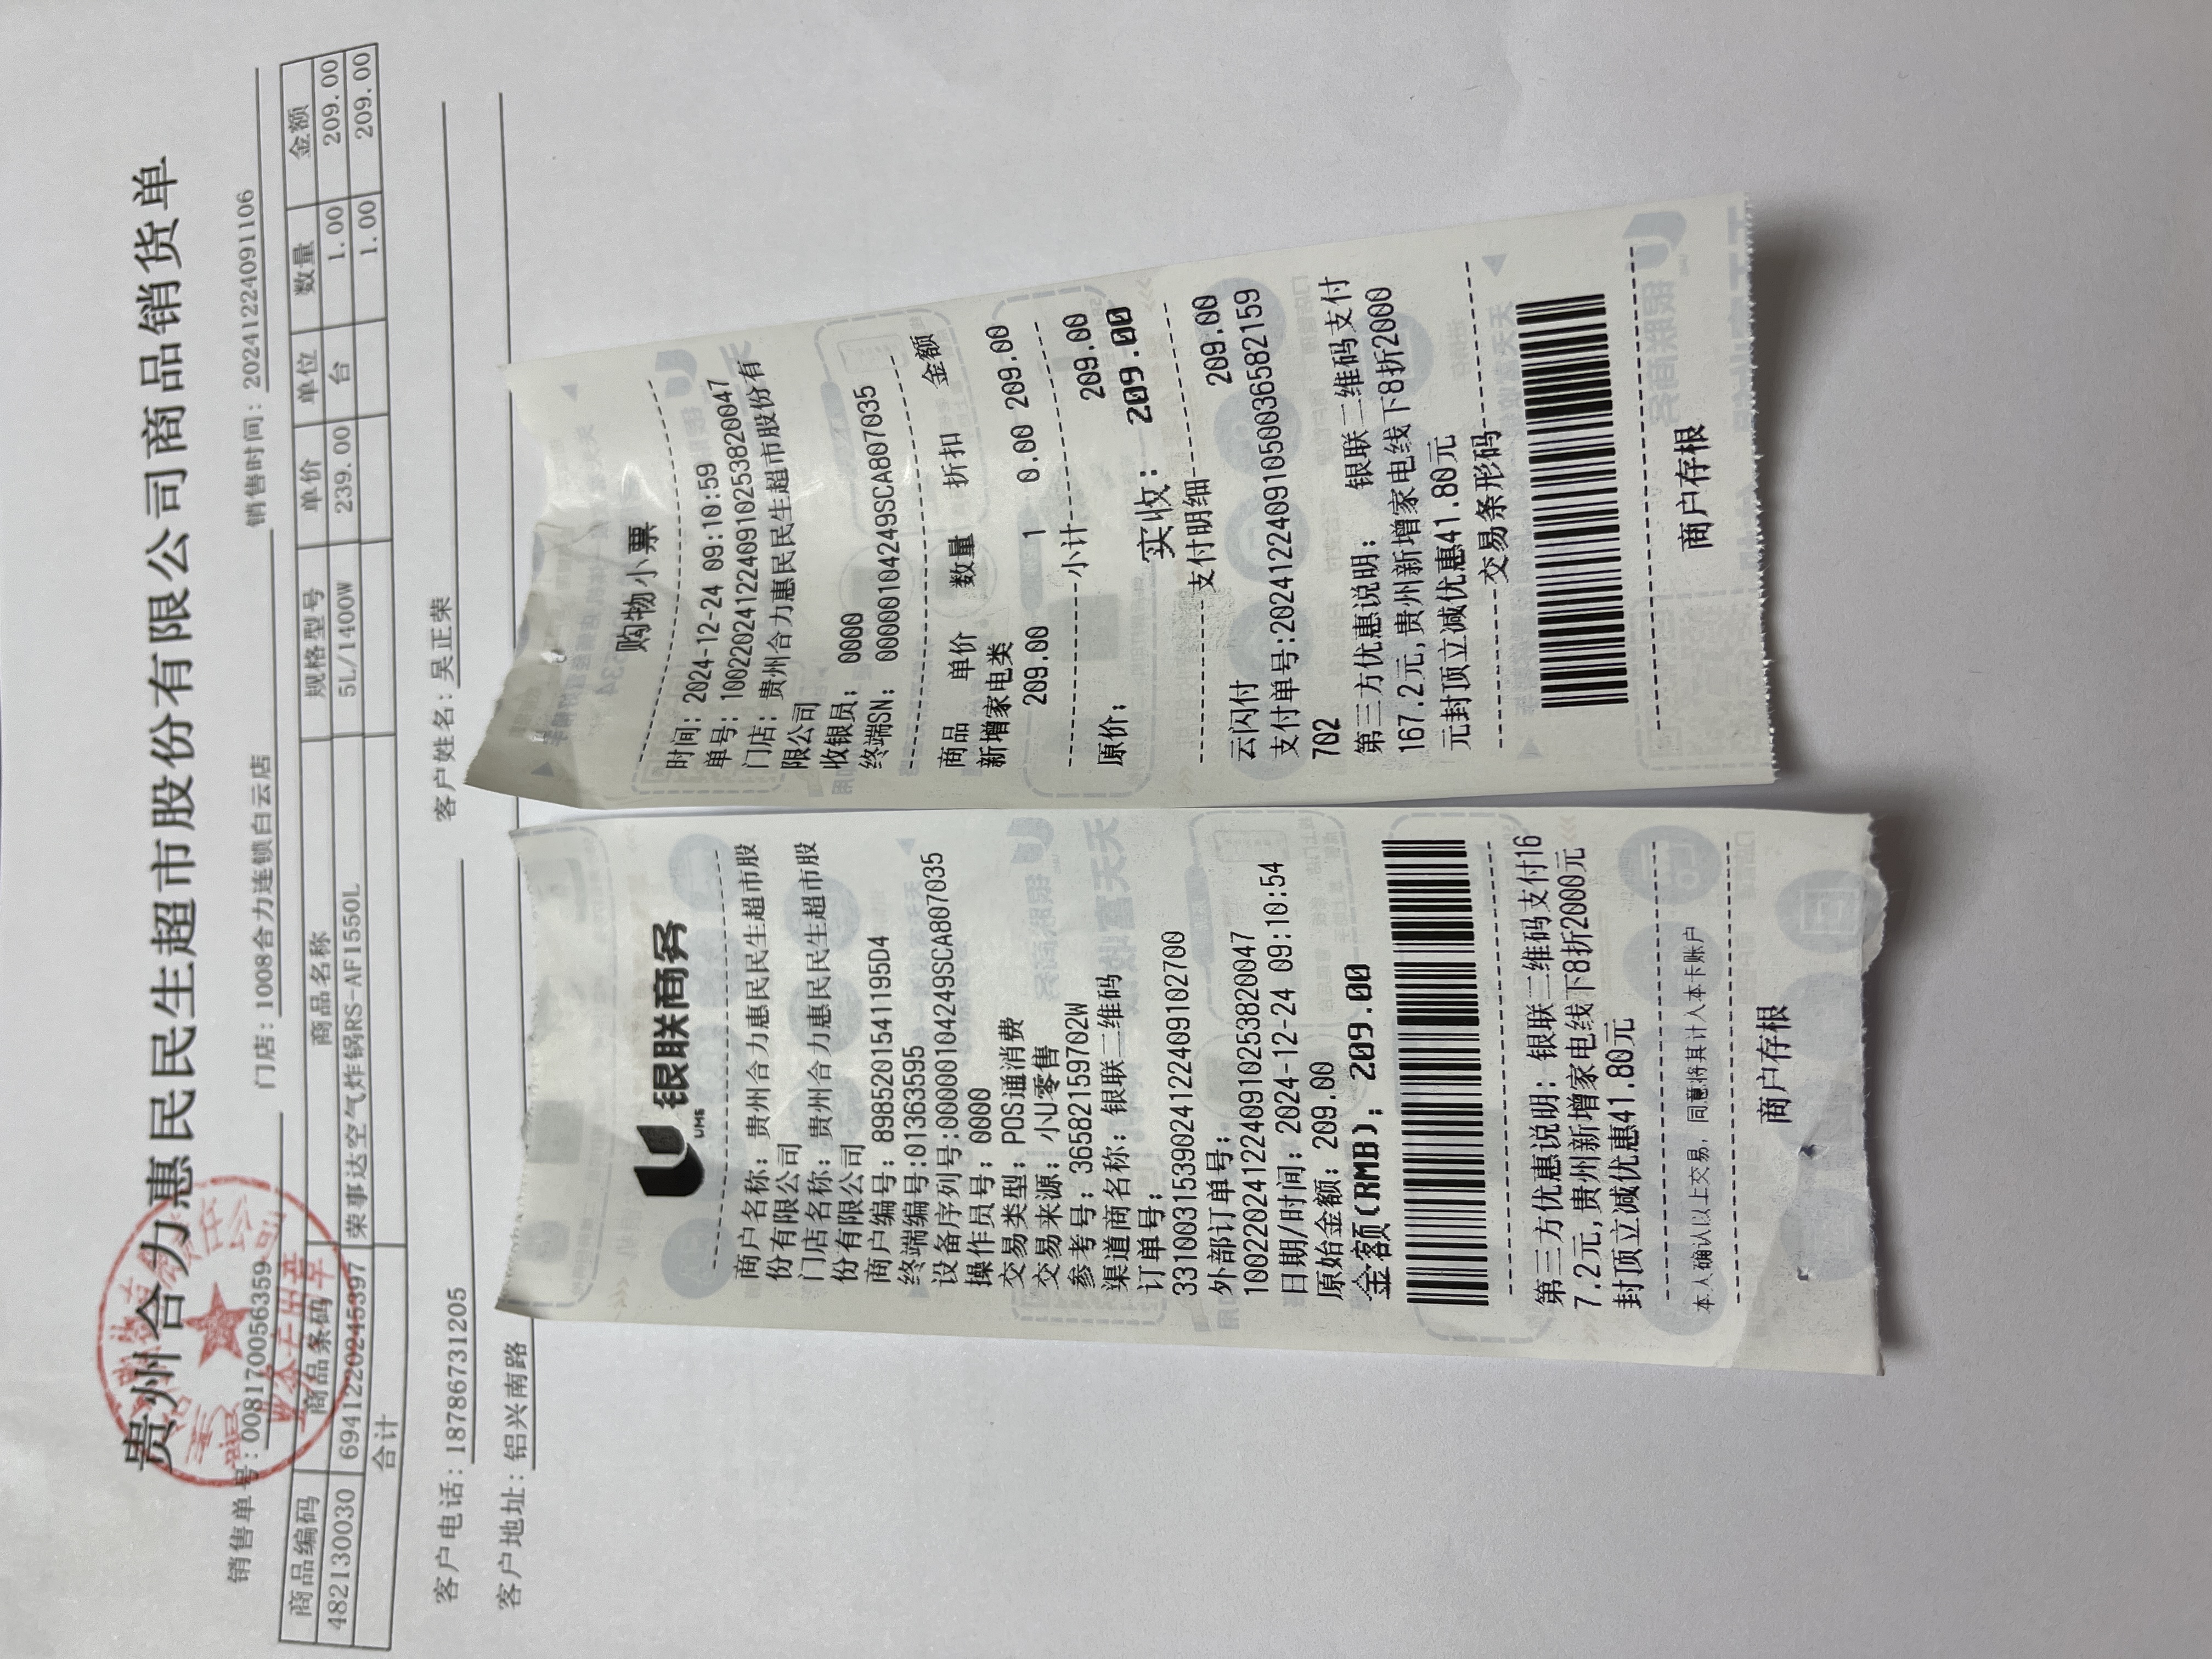 贵州合力惠民民生超市股份有限公司商品销货单
销售单号:0081700556359 门店:1008合力连锁白云店 销售时间:20241224091106
商品编码 商品条码 商品名称 规格型号 单价 单位 数量 金额
482130030 6941220245397 荣事达空气炸锅RS-AF1550L 5L/1400W 239.00 台 1.00 209.00
合计 1.00 209.00
客户电话:18786731205 客户姓名:吴正荣
客户地址:铝兴南路
银联商务
UMS
商户名称: 贵州合力惠民民生超市股
份有限公司
门店名称: 贵州合力惠民民生超市股
份有限公司
商户编号: 8985201541195D4
终端编号:01363595
设备序列号:00000104249SCA807035
操作员号: 0000
交易类型: POS通消费
交易来源: 小U零售
参考号: 36582159702W
渠道商名称: 银联二维码
订单号:
33100315390241224091027​00
外部订单号:
10022024122409102538​20047
日期/时间: 2024-12-24 09:10:54
原始金额: 209.00
金额(RMB): 209.00
第三方优惠说明: 银联二维码支付16
7.2元,贵州新增家电线下8折2000元
封顶立减优惠41.80元
本人确认以上交易, 同意将其计入本卡账户
商户存根
购物小票
时间: 2024-12-24 09:10:59
单号: 1002202412240910253820047
门店: 贵州合力惠民民生超市股份有
限公司
收银员: 0000
终端SN: 00000104249SCA807035
商品 单价 数量 折扣 金额
新增家电类
209.00 1 0.00 209.00
小计
原价: 209.00
实收: 209.00
支付明细
云闪付 209.00
支付单号:20241224091050036582159
702
第三方优惠说明: 银联二维码支付
167.2元,贵州新增家电线下8折2000
元封顶立减优惠41.80元
交易条形码
商户存根